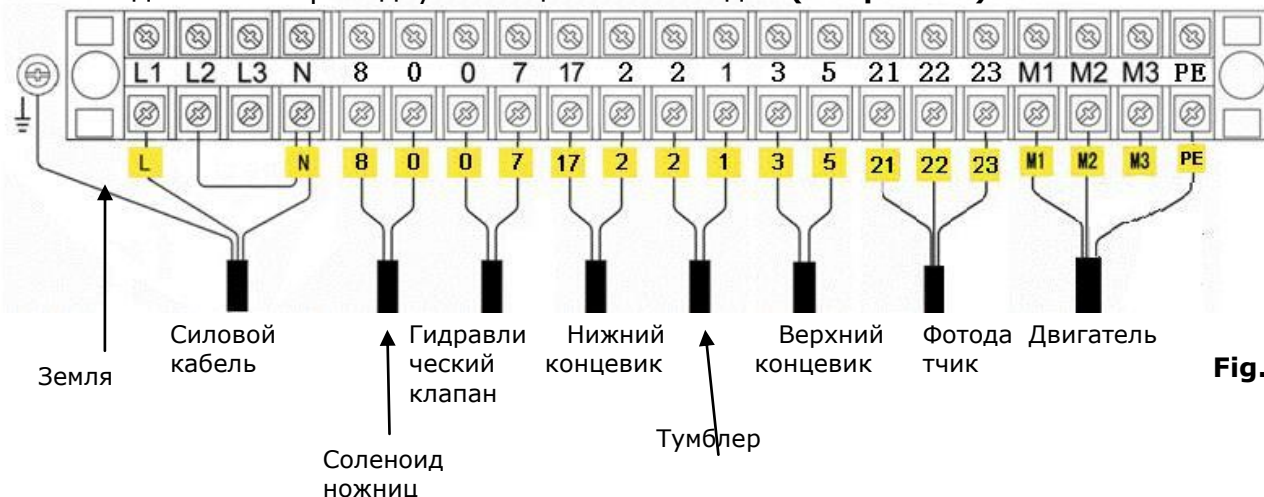 L1 L2 L3 N 8 0 0 7 17 2 2 1 3 5 21 22 23 M1 M2 M3 PE
L N 8 0 0 7 17 2 2 1 3 5 21 22 23 M1 M2 M3 PE
Силовой
кабель
Гидравли
ческий
клапан
Нижний
концевик
Верхний
концевик
Фотода
тчик
Двигатель
Земля
Fig.
Тумблер
Соленоид
ножниц